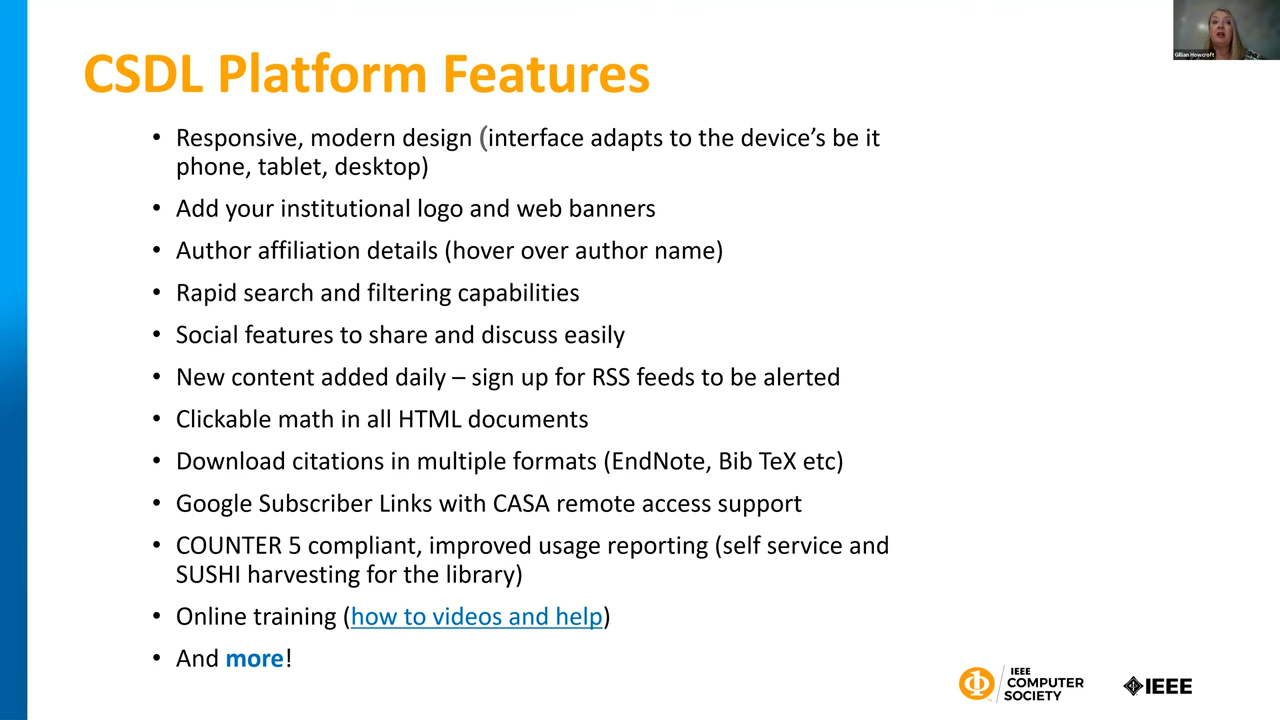 CSDL Platform Features
• Responsive, modern design (interface adapts to the device’s be it
phone, tablet, desktop)
• Add your institutional logo and web banners
• Author affiliation details (hover over author name)
• Rapid search and filtering capabilities
• Social features to share and discuss easily
• New content added daily – sign up for RSS feeds to be alerted
• Clickable math in all HTML documents
• Download citations in multiple formats (EndNote, Bib TeX etc)
• Google Subscriber Links with CASA remote access support
• COUNTER 5 compliant, improved usage reporting (self service and
SUSHI harvesting for the library)
• Online training (how to videos and help)
• And more!
Gillian Howcroft
IEEE
COMPUTER
SOCIETY
IEEE